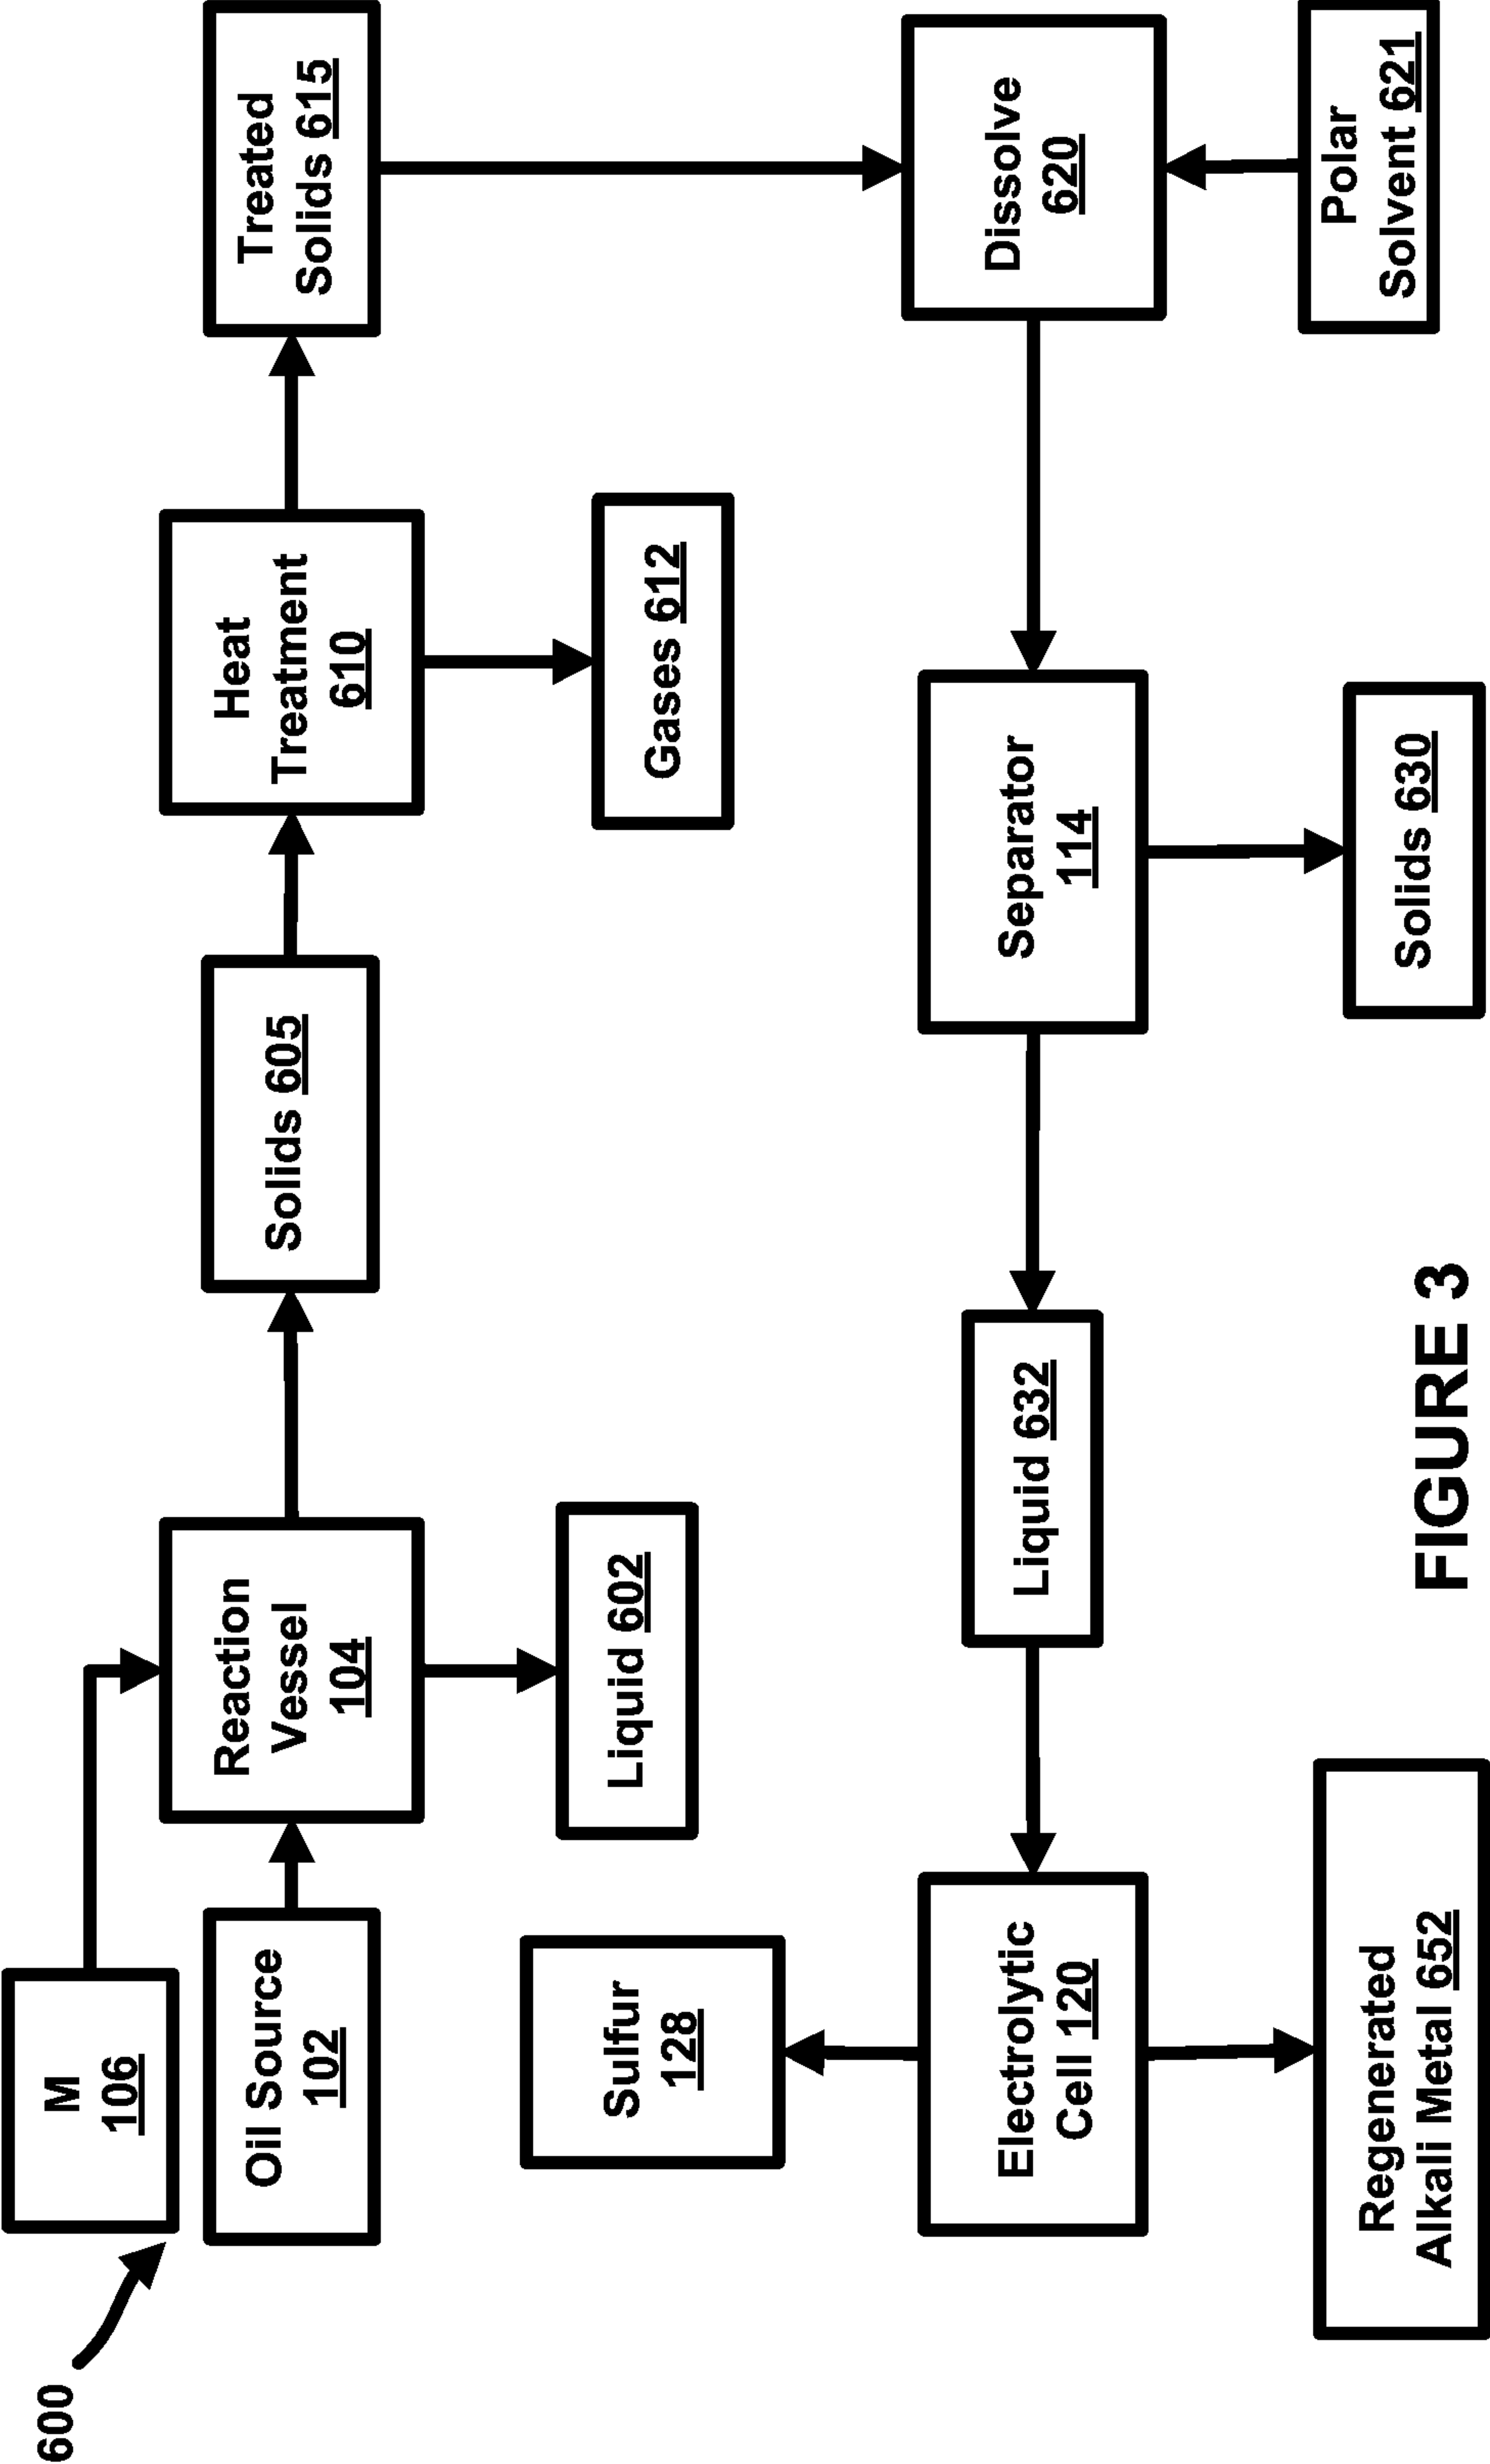 600
M
106
Oil Source
102
Reaction
Vessel
104
Liquid 602
Solids 605
Heat
Treatment
610
Gases 612
Treated
Solids 615
Dissolve
620
Polar
Solvent 621
Separator
114
Solids 630
Liquid 632
Electrolytic
Cell 120
Sulfur
128
Regenerated
Alkali Metal 652
FIGURE 3